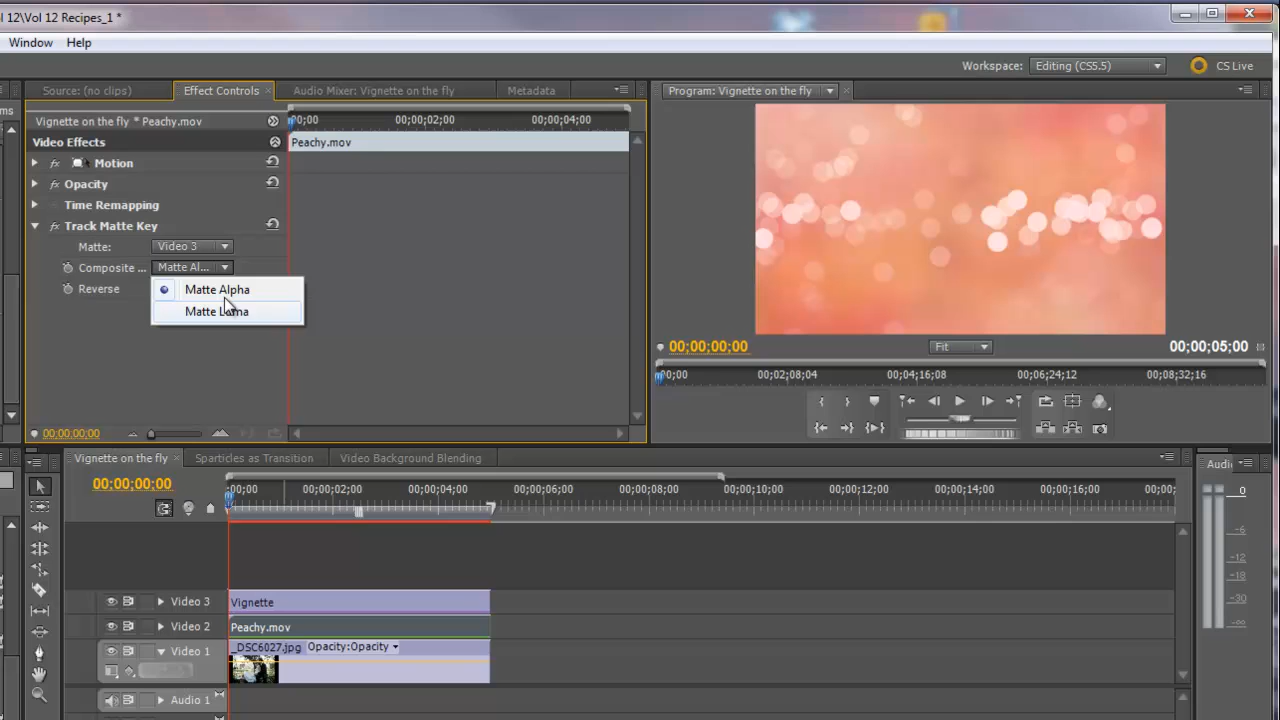 l 12\Vol 12 Recipes_1 *
Window Help
Workspace: Editing (CS5.5) CS Live
Source: (no clips) Effect Controls × Audio Mixer: Vignette on the fly Metadata
Program: Vignette on the fly
ms
Vignette on the fly * Peachy.mov
;00;00 00;00;02;00 00;00;04;00
Video Effects
Peachy.mov
fx Motion
fx Opacity
Time Remapping
fx Track Matte Key
Matte: Video 3
Composite ... Matte Al...
Reverse
Matte Alpha
Matte Luma
00;00;00;00 Fit 00;00;05;00
;00;00 00;02;08;04 00;04;16;08 00;06;24;12 00;08;32;16
00;00;00;00
Vignette on the fly × Sparticles as Transition Video Background Blending
Audio
00;00;00;00
;00;00 00;00;02;00 00;00;04;00 00;00;06;00 00;00;08;00 00;00;10;00 00;00;12;00 00;00;14;00 00;00;16;00 00;00;
0
-6
-12
-18
-30
-∞
Video 3 Vignette
Video 2 Peachy.mov
Video 1 _DSC6027.jpg Opacity:Opacity
Audio 1